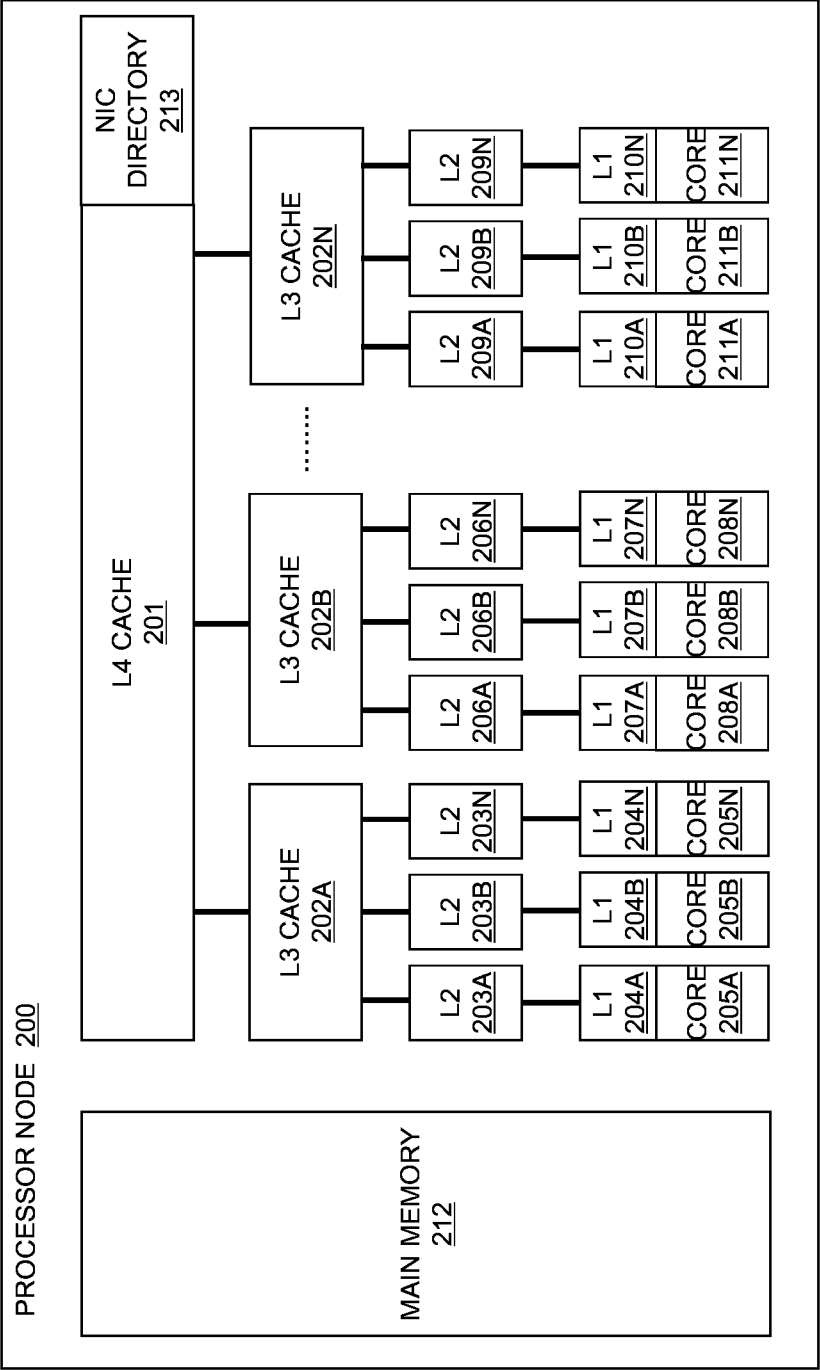 PROCESSOR NODE 200
MAIN MEMORY
212
L4 CACHE
201
NIC
DIRECTORY
213
L3 CACHE
202A
L3 CACHE
202B
........
L3 CACHE
202N
L2
203A
L2
203B
L2
203N
L2
206A
L2
206B
L2
206N
L2
209A
L2
209B
L2
209N
L1
204A
CORE
205A
L1
204B
CORE
205B
L1
204N
CORE
205N
L1
207A
CORE
208A
L1
207B
CORE
208B
L1
207N
CORE
208N
L1
210A
CORE
211A
L1
210B
CORE
211B
L1
210N
CORE
211N